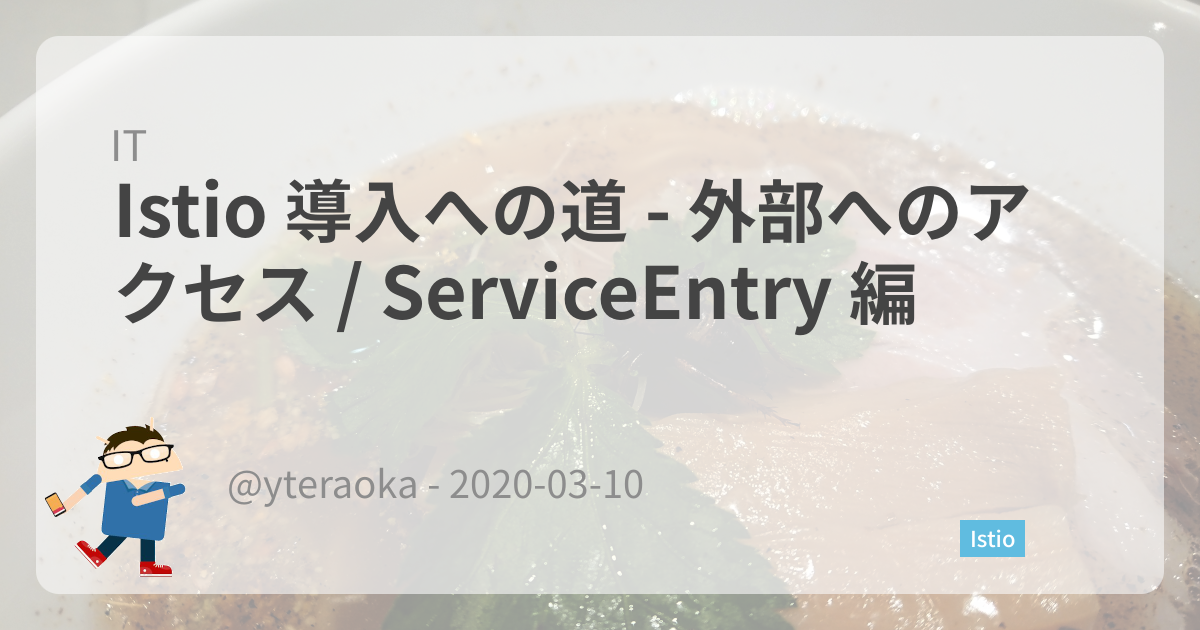 IT
Istio 導入への道 - 外部へのア
クセス / ServiceEntry 編
@yteraoka - 2020-03-10
Istio